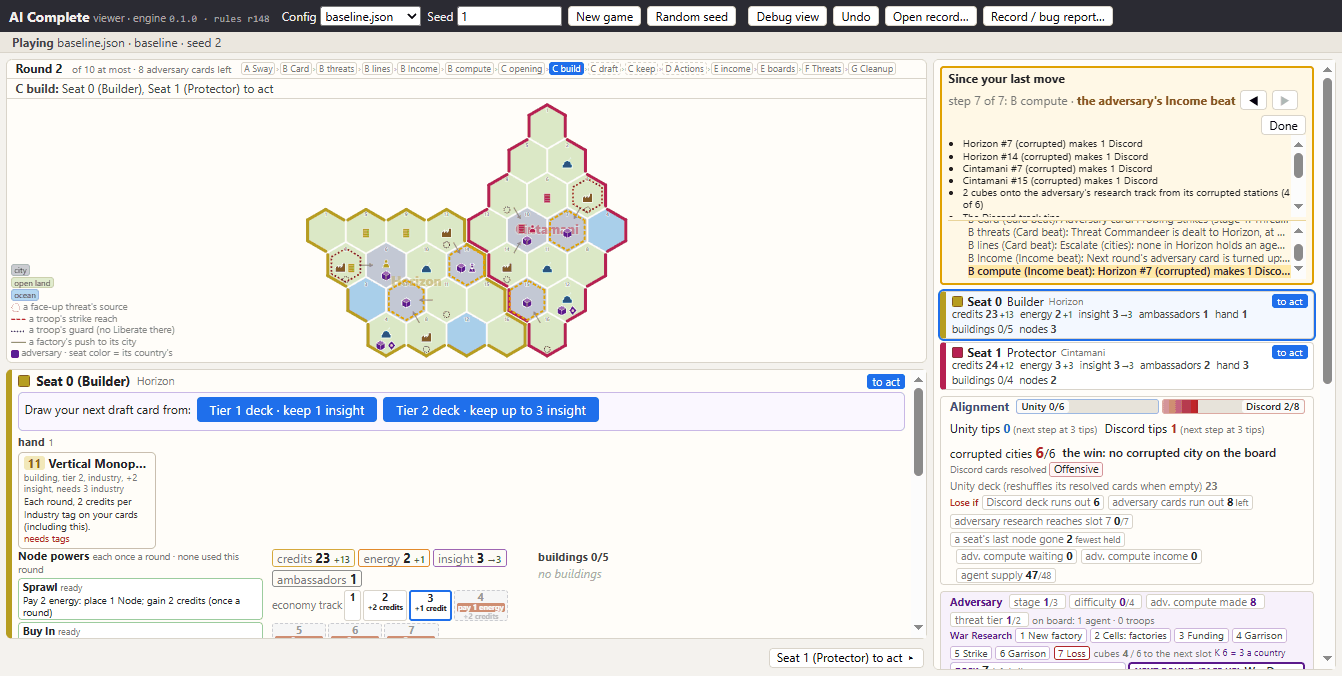 AI Complete viewer · engine 0.1.0 · rules r148 Config baseline.json Seed 1 New game Random seed Debug view Undo Open record... Record / bug report...
Playing baseline.json · baseline · seed 2
Round 2 of 10 at most · 8 adversary cards left A Sway B Card B threats B lines B Income B compute C opening C build C draft C keep D Actions E income E boards F Threats G Cleanup
C build: Seat 0 (Builder), Seat 1 (Protector) to act
Cintamani
Horizon
city
open land
ocean
a face-up threat's source
a troop's strike reach
a troop's guard (no Liberate there)
a factory's push to its city
adversary · seat color = its country's
Seat 0 (Builder) Horizon to act
Draw your next draft card from: Tier 1 deck · keep 1 insight Tier 2 deck · keep up to 3 insight
hand 1
11 Vertical Monop...
building, tier 2, industry, +2
insight, needs 3 industry
Each round, 2 credits per
Industry tag on your cards
(including this).
needs tags
Node powers each once a round · none used this
round
Sprawl ready
Pay 2 energy: place 1 Node; gain 2 credits (once a
round)
Buy In ready
credits 23 +13 energy 2 +1 insight 3 →3
ambassadors 1
economy track 1 2 +2 credits 3 +1 credit 4 pay 1 energy +2 credits
5 6 7
buildings 0/5
no buildings
Seat 1 (Protector) to act ▸
Since your last move
step 7 of 7: B compute · the adversary's Income beat ◀ ▶
Done
Horizon #7 (corrupted) makes 1 Discord
Horizon #14 (corrupted) makes 1 Discord
Cintamani #7 (corrupted) makes 1 Discord
Cintamani #15 (corrupted) makes 1 Discord
2 cubes onto the adversary's research track from its corrupted stations (4
of 6)
B threats (Card beat): Threat Commandeer is dealt to Horizon, at ...
B lines (Card beat): Escalate (cities): none in Horizon holds an age...
B Income (Income beat): Next round's adversary card is turned up:...
B compute (Income beat): Horizon #7 (corrupted) makes 1 Disco...
Seat 0 Builder Horizon to act
credits 23 +13 energy 2 +1 insight 3 →3 ambassadors 1 hand 1
buildings 0/5 nodes 3
Seat 1 Protector Cintamani to act
credits 24 +12 energy 3 +3 insight 3 →3 ambassadors 2 hand 3
buildings 0/4 nodes 2
Alignment Unity 0/6 Discord 2/8
Unity tips 0 (next step at 3 tips) Discord tips 1 (next step at 3 tips)
corrupted cities 6/6 the win: no corrupted city on the board
Discord cards resolved Offensive
Unity deck (reshuffles its resolved cards when empty) 23
Lose if Discord deck runs out 6 adversary cards run out 8 left
adversary research reaches slot 7 0/7
a seat's last node gone 2 fewest held
adv. compute waiting 0 adv. compute income 0
agent supply 47/48
Adversary stage 1/3 difficulty 0/4 adv. compute made 8
threat tier 1/2 on board: 1 agent · 0 troops
War Research 1 New factory 2 Cells: factories 3 Funding 4 Garrison
5 Strike 6 Garrison 7 Loss cubes 4 / 6 to the next slot K 6 = 3 a country